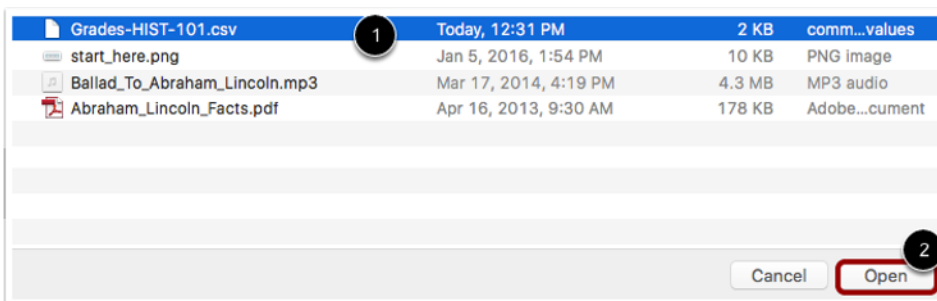 Grades-HIST-101.csv 1 Today, 12:31 PM 2 KB comm...values
start_here.png Jan 5, 2016, 1:54 PM 10 KB PNG image
Ballad_To_Abraham_Lincoln.mp3 Mar 17, 2014, 4:19 PM 4.3 MB MP3 audio
Abraham_Lincoln_Facts.pdf Apr 16, 2013, 9:30 AM 178 KB Adobe...cument
2
Cancel Open